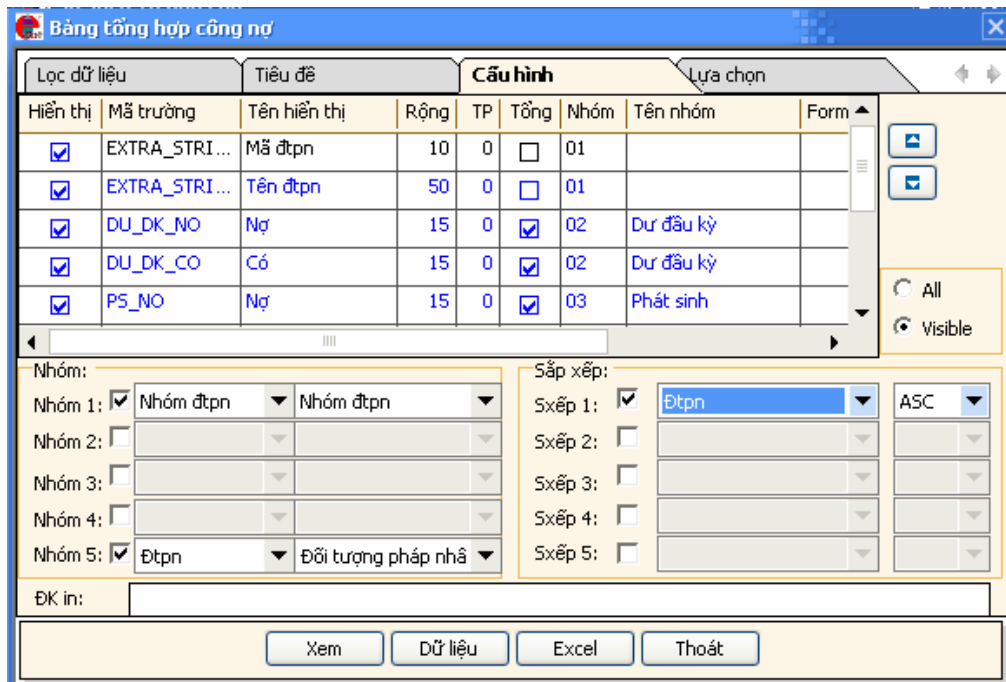 Bảng tổng hợp công nợ
Lọc dữ liệu Tiêu đề Cấu hình Lựa chọn
Hiển thị Mã trường Tên hiển thị Rộng TP Tổng Nhóm Tên nhóm Form
EXTRA_STRI... Mã đtpn 10 0 01
EXTRA_STRI... Tên đtpn 50 0 01
DU_DK_NO Nợ 15 0 02 Dư đầu kỳ
DU_DK_CO Có 15 0 02 Dư đầu kỳ
PS_NO Nợ 15 0 03 Phát sinh
All
Visible
Nhóm: Sắp xếp:
Nhóm 1: Nhóm đtpn Nhóm đtpn Sxếp 1: Đtpn ASC
Nhóm 2: Sxếp 2:
Nhóm 3: Sxếp 3:
Nhóm 4: Sxếp 4:
Nhóm 5: Đtpn Đối tượng pháp nhâ Sxếp 5:
ĐK in:
Xem Dữ liệu Excel Thoát